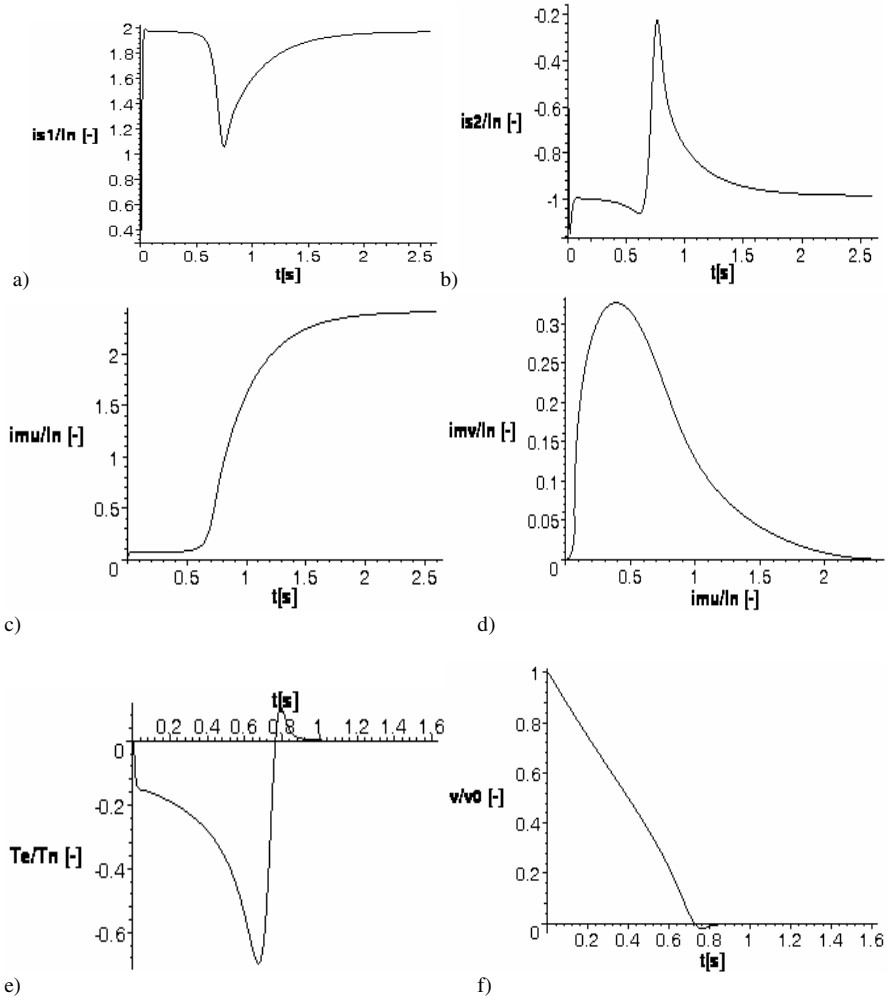 2
1.8
1.6
1.4
1.2
1
0.8
0.6
0.4
is1/In [-]
0 0.5 1 1.5 2 2.5
t[s]
a)
-0.2
-0.4
-0.6
-0.8
-1
is2/In [-]
0 0.5 1 1.5 2 2.5
t[s]
b)
2
1.5
1
0.5
0
imu/In [-]
0.5 1 1.5 2 2.5
t[s]
c)
0.3
0.25
0.2
0.15
0.1
0.05
0
imv/In [-]
0.5 1 1.5 2
imu/In [-]
d)
t[s]
0.2 0.4 0.6 0.8 1 1.2 1.4 1.6
0
-0.2
-0.4
-0.6
Te/Tn [-]
e)
1
0.8
0.6
0.4
0.2
0
v/v0 [-]
0.2 0.4 0.6 0.8 1 1.2 1.4 1.6
t[s]
f)